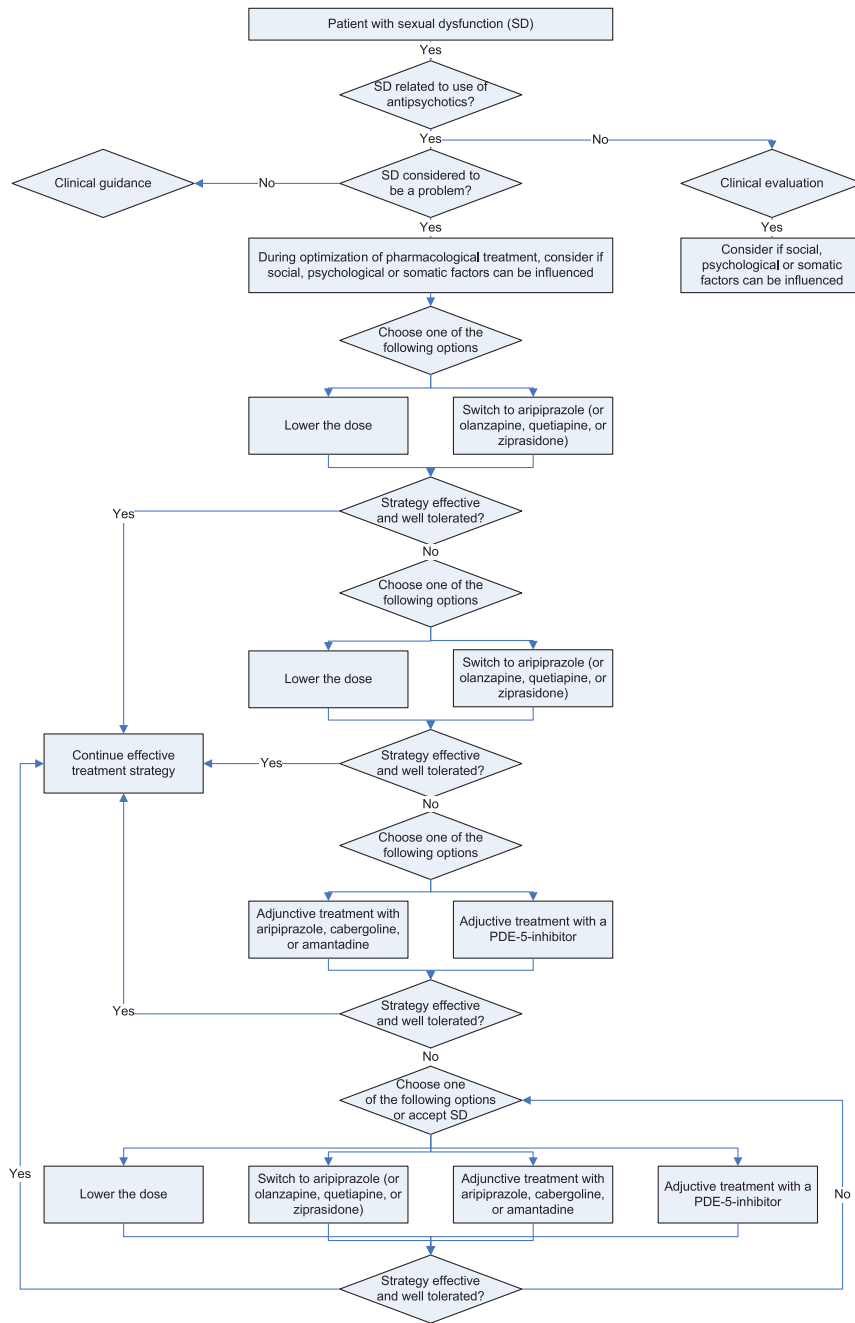 Patient with sexual dysfunction (SD)
Yes
SD related to use of
antipsychotics?
Yes
No
Clinical guidance
No
SD considered to
be a problem?
Clinical evaluation
Yes
Yes
During optimization of pharmacological treatment, consider if
social, psychological or somatic factors can be influenced
Consider if social,
psychological or somatic
factors can be influenced
Choose one of the
following options
Lower the dose
Switch to aripiprazole (or
olanzapine, quetiapine, or
ziprasidone)
Strategy effective
and well tolerated?
Yes
No
Choose one of the
following options
Lower the dose
Switch to aripiprazole (or
olanzapine, quetiapine, or
ziprasidone)
Continue effective
treatment strategy
Yes
Strategy effective
and well tolerated?
No
Choose one of the
following options
Adjunctive treatment with
aripiprazole, cabergoline,
or amantadine
Adjuctive treatment with a
PDE-5-inhibitor
Yes
Strategy effective
and well tolerated?
No
Choose one
of the following options
or accept SD
Yes
Lower the dose
Switch to aripiprazole (or
olanzapine, quetiapine, or
ziprasidone)
Adjunctive treatment with
aripiprazole, cabergoline,
or amantadine
Adjuctive treatment with a
PDE-5-inhibitor
No
Strategy effective
and well tolerated?